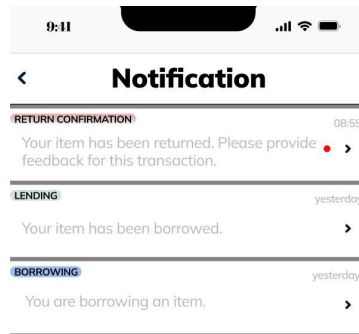 9:41
Notification
RETURN CONFIRMATION
08:55
Your item has been returned. Please provide
feedback for this transaction.
LENDING
yesterday
Your item has been borrowed.
BORROWING
yesterday
You are borrowing an item.